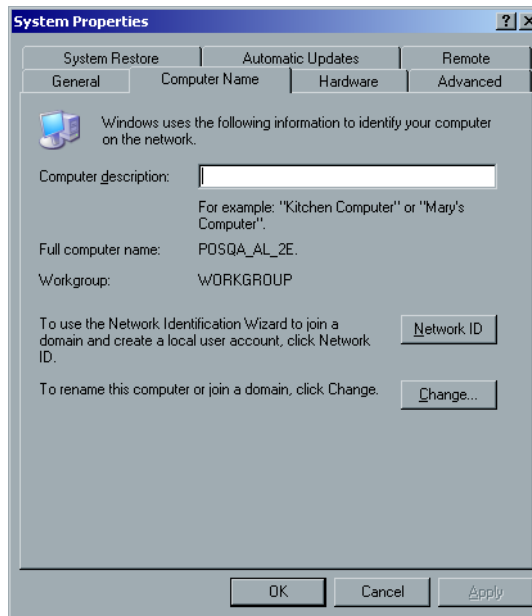 System Properties
System Restore Automatic Updates Remote
General Computer Name Hardware Advanced
Windows uses the following information to identify your computer
on the network.
Computer description:
For example: "Kitchen Computer" or "Mary's
Computer".
Full computer name: POSQA_AL_2E.
Workgroup: WORKGROUP
To use the Network Identification Wizard to join a
domain and create a local user account, click Network
ID.
Network ID
To rename this computer or join a domain, click Change.
Change...
OK Cancel Apply